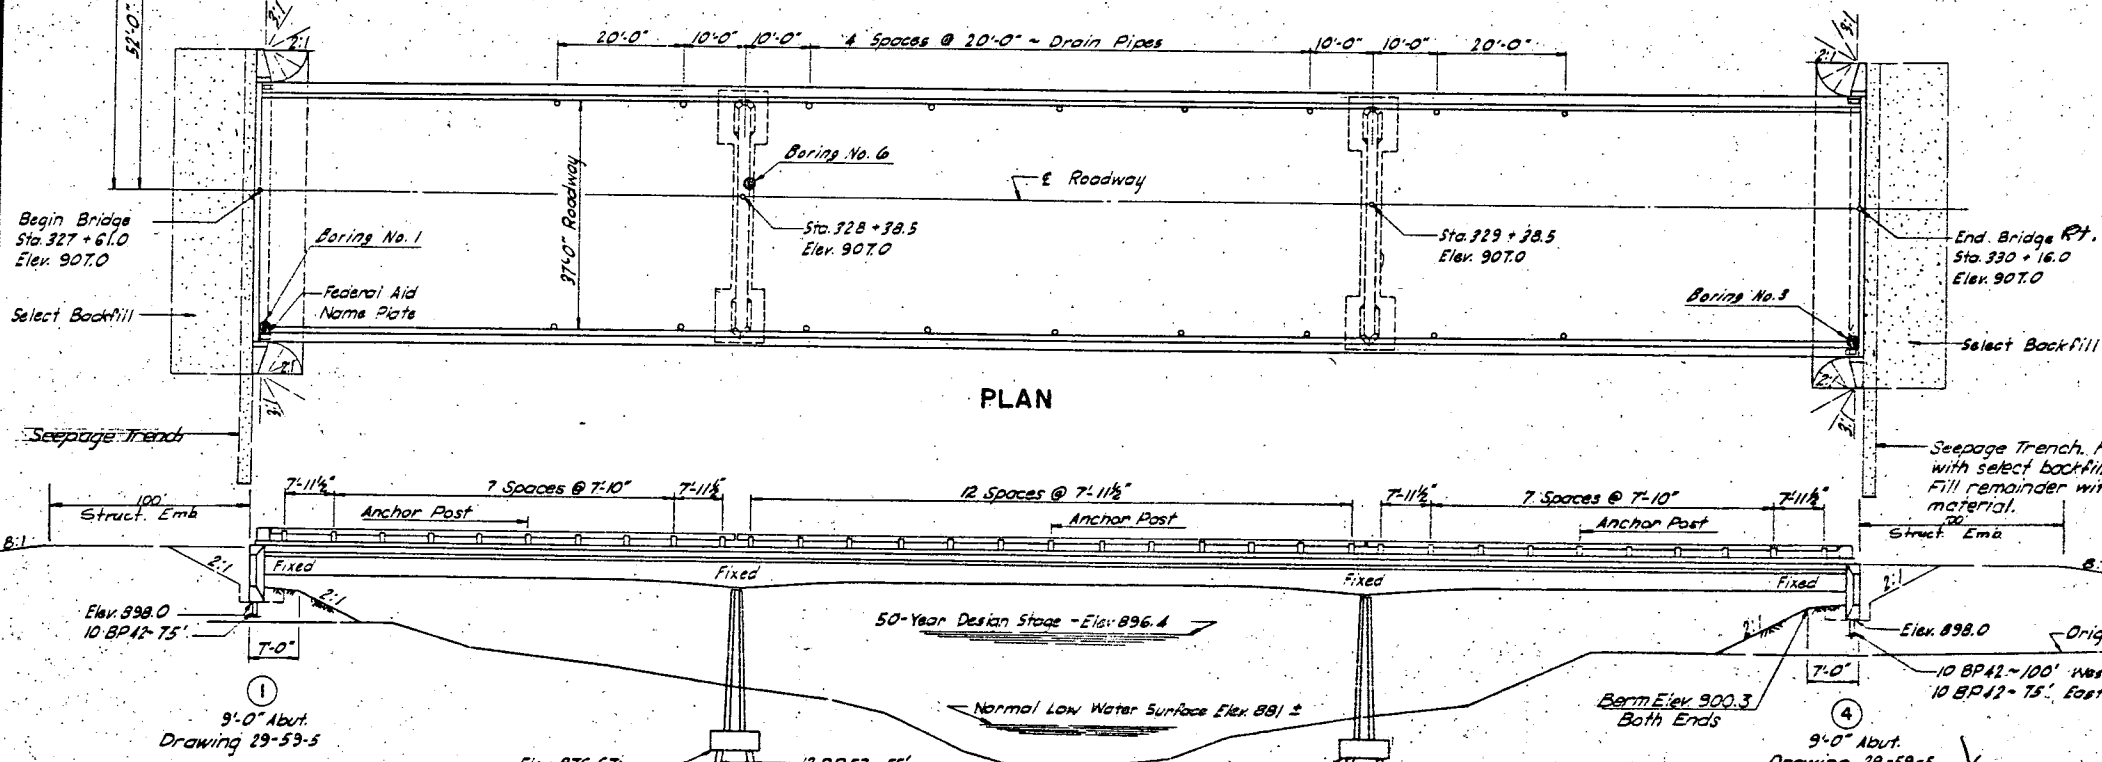 52'-0"
3:1
2:1
20'-0"
10'-0"
10'-0"
4 Spaces @ 20'-0" ~ Drain Pipes
10'-0"
10'-0"
20'-0"
2:1
3:1
Boring No. 6
37'-0" Roadway
℄ Roadway
Begin Bridge
Sta. 327 + 61.0
Elev. 907.0
Boring No. 1
Sta. 328 + 38.5
Elev. 907.0
Sta. 329 + 38.5
Elev. 907.0
End. Bridge Rt.
Sta. 330 + 16.0
Elev. 907.0
Federal Aid
Name Plate
Select Backfill
Boring No. 3
Select Backfill
2:1
3:1
2:1
3:1
PLAN
Seepage Trench
Seepage Trench.
with select backfil
Fill remainder wit
material.
100'
Struct. Emb.
7'-11½"
7 Spaces @ 7'-10"
7'-11½"
12 Spaces @ 7'-11½"
7'-11½"
7 Spaces @ 7'-10"
7'-11½"
Struct. Emb.
Anchor Post
Anchor Post
Anchor Post
8:1
2:1
Fixed
Fixed
Fixed
Fixed
2:1
8:
2:1
Elev. 898.0
10 BP42~75'
7'-0"
50-Year Design Stage - Elev. 896.4
2:1
Elev. 898.0
Orig
7'-0"
10 BP42~100' Wes
10 BP42~75' East
Berm Elev. 900.3
Both Ends
Normal Low Water Surface Elev. 881 ±
1
9'-0" Abut.
Drawing 29-59-5
4
9'-0" Abut.
Drawing 29-59-5